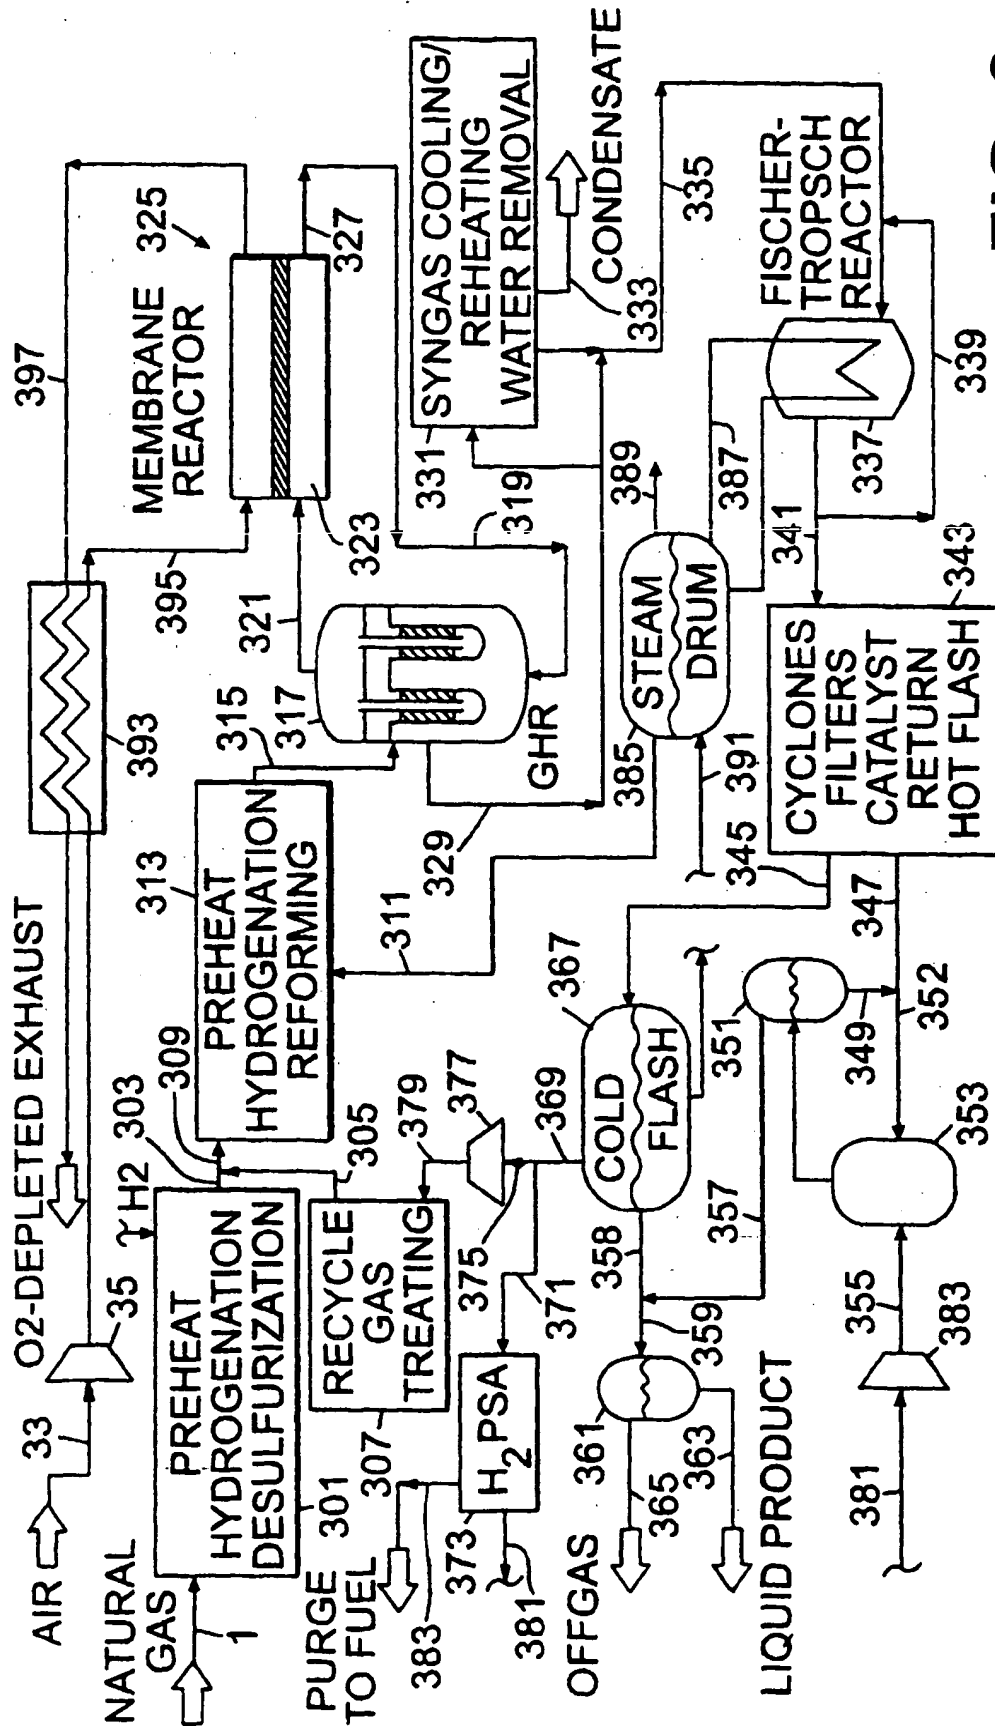 O2-DEPLETED EXHAUST
397
MEMBRANE
REACTOR
325
AIR
33
35
393
395
327
323
NATURAL
GAS
1
H2
303
309
PREHEAT
HYDROGENATION
DESULFURIZATION
301
313
PREHEAT
HYDROGENATION
REFORMING
315
317
321
319
GHR
329
331
SYNGAS COOLING/
REHEATING
WATER REMOVAL
333
CONDENSATE
335
305
RECYCLE
GAS
TREATING
307
311
379
377
375
369
371
PURGE
TO FUEL
383
373
H2 PSA
381
COLD
FLASH
367
358
359
357
361
365
363
OFFGAS
LIQUID PRODUCT
STEAM
DRUM
385
389
387
391
FISCHER-
TROPSCH
REACTOR
337
339
341
343
CYCLONES
FILTERS
CATALYST
RETURN
HOT FLASH
345
347
351
349
352
353
355
383
381